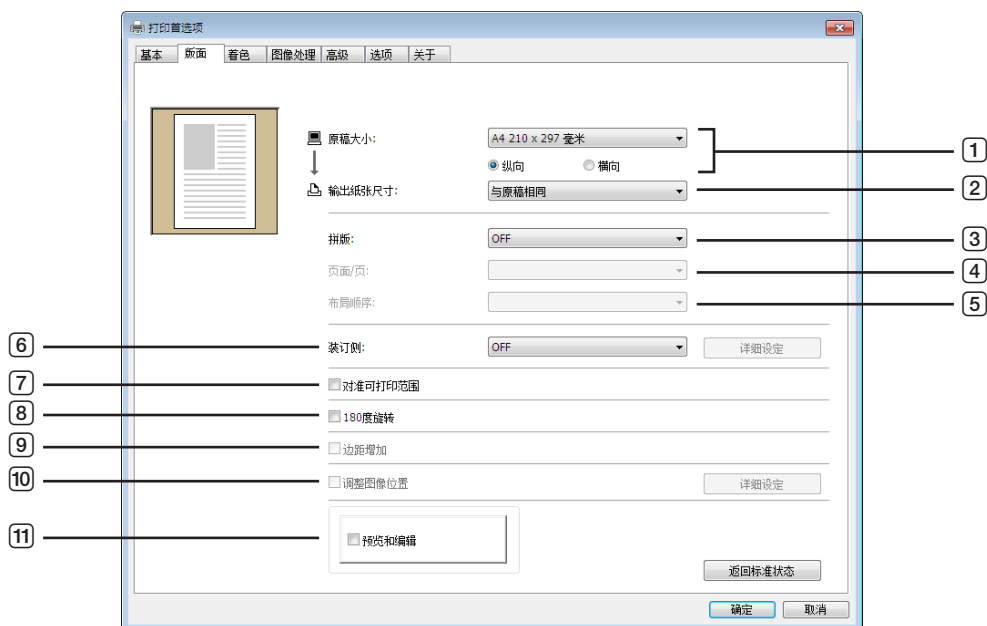 打印首选项
基本 版面 着色 图像处理 高级 选项 关于
原稿大小: A4 210 x 297 毫米
1
纵向 横向
输出纸张尺寸: 与原稿相同
2
拼版: OFF
3
页面/页:
4
布局顺序:
5
6
装订侧: OFF 详细设定
7
对准可打印范围
8
180度旋转
9
边距增加
10
调整图像位置 详细设定
11
预览和编辑
返回标准状态
确定 取消